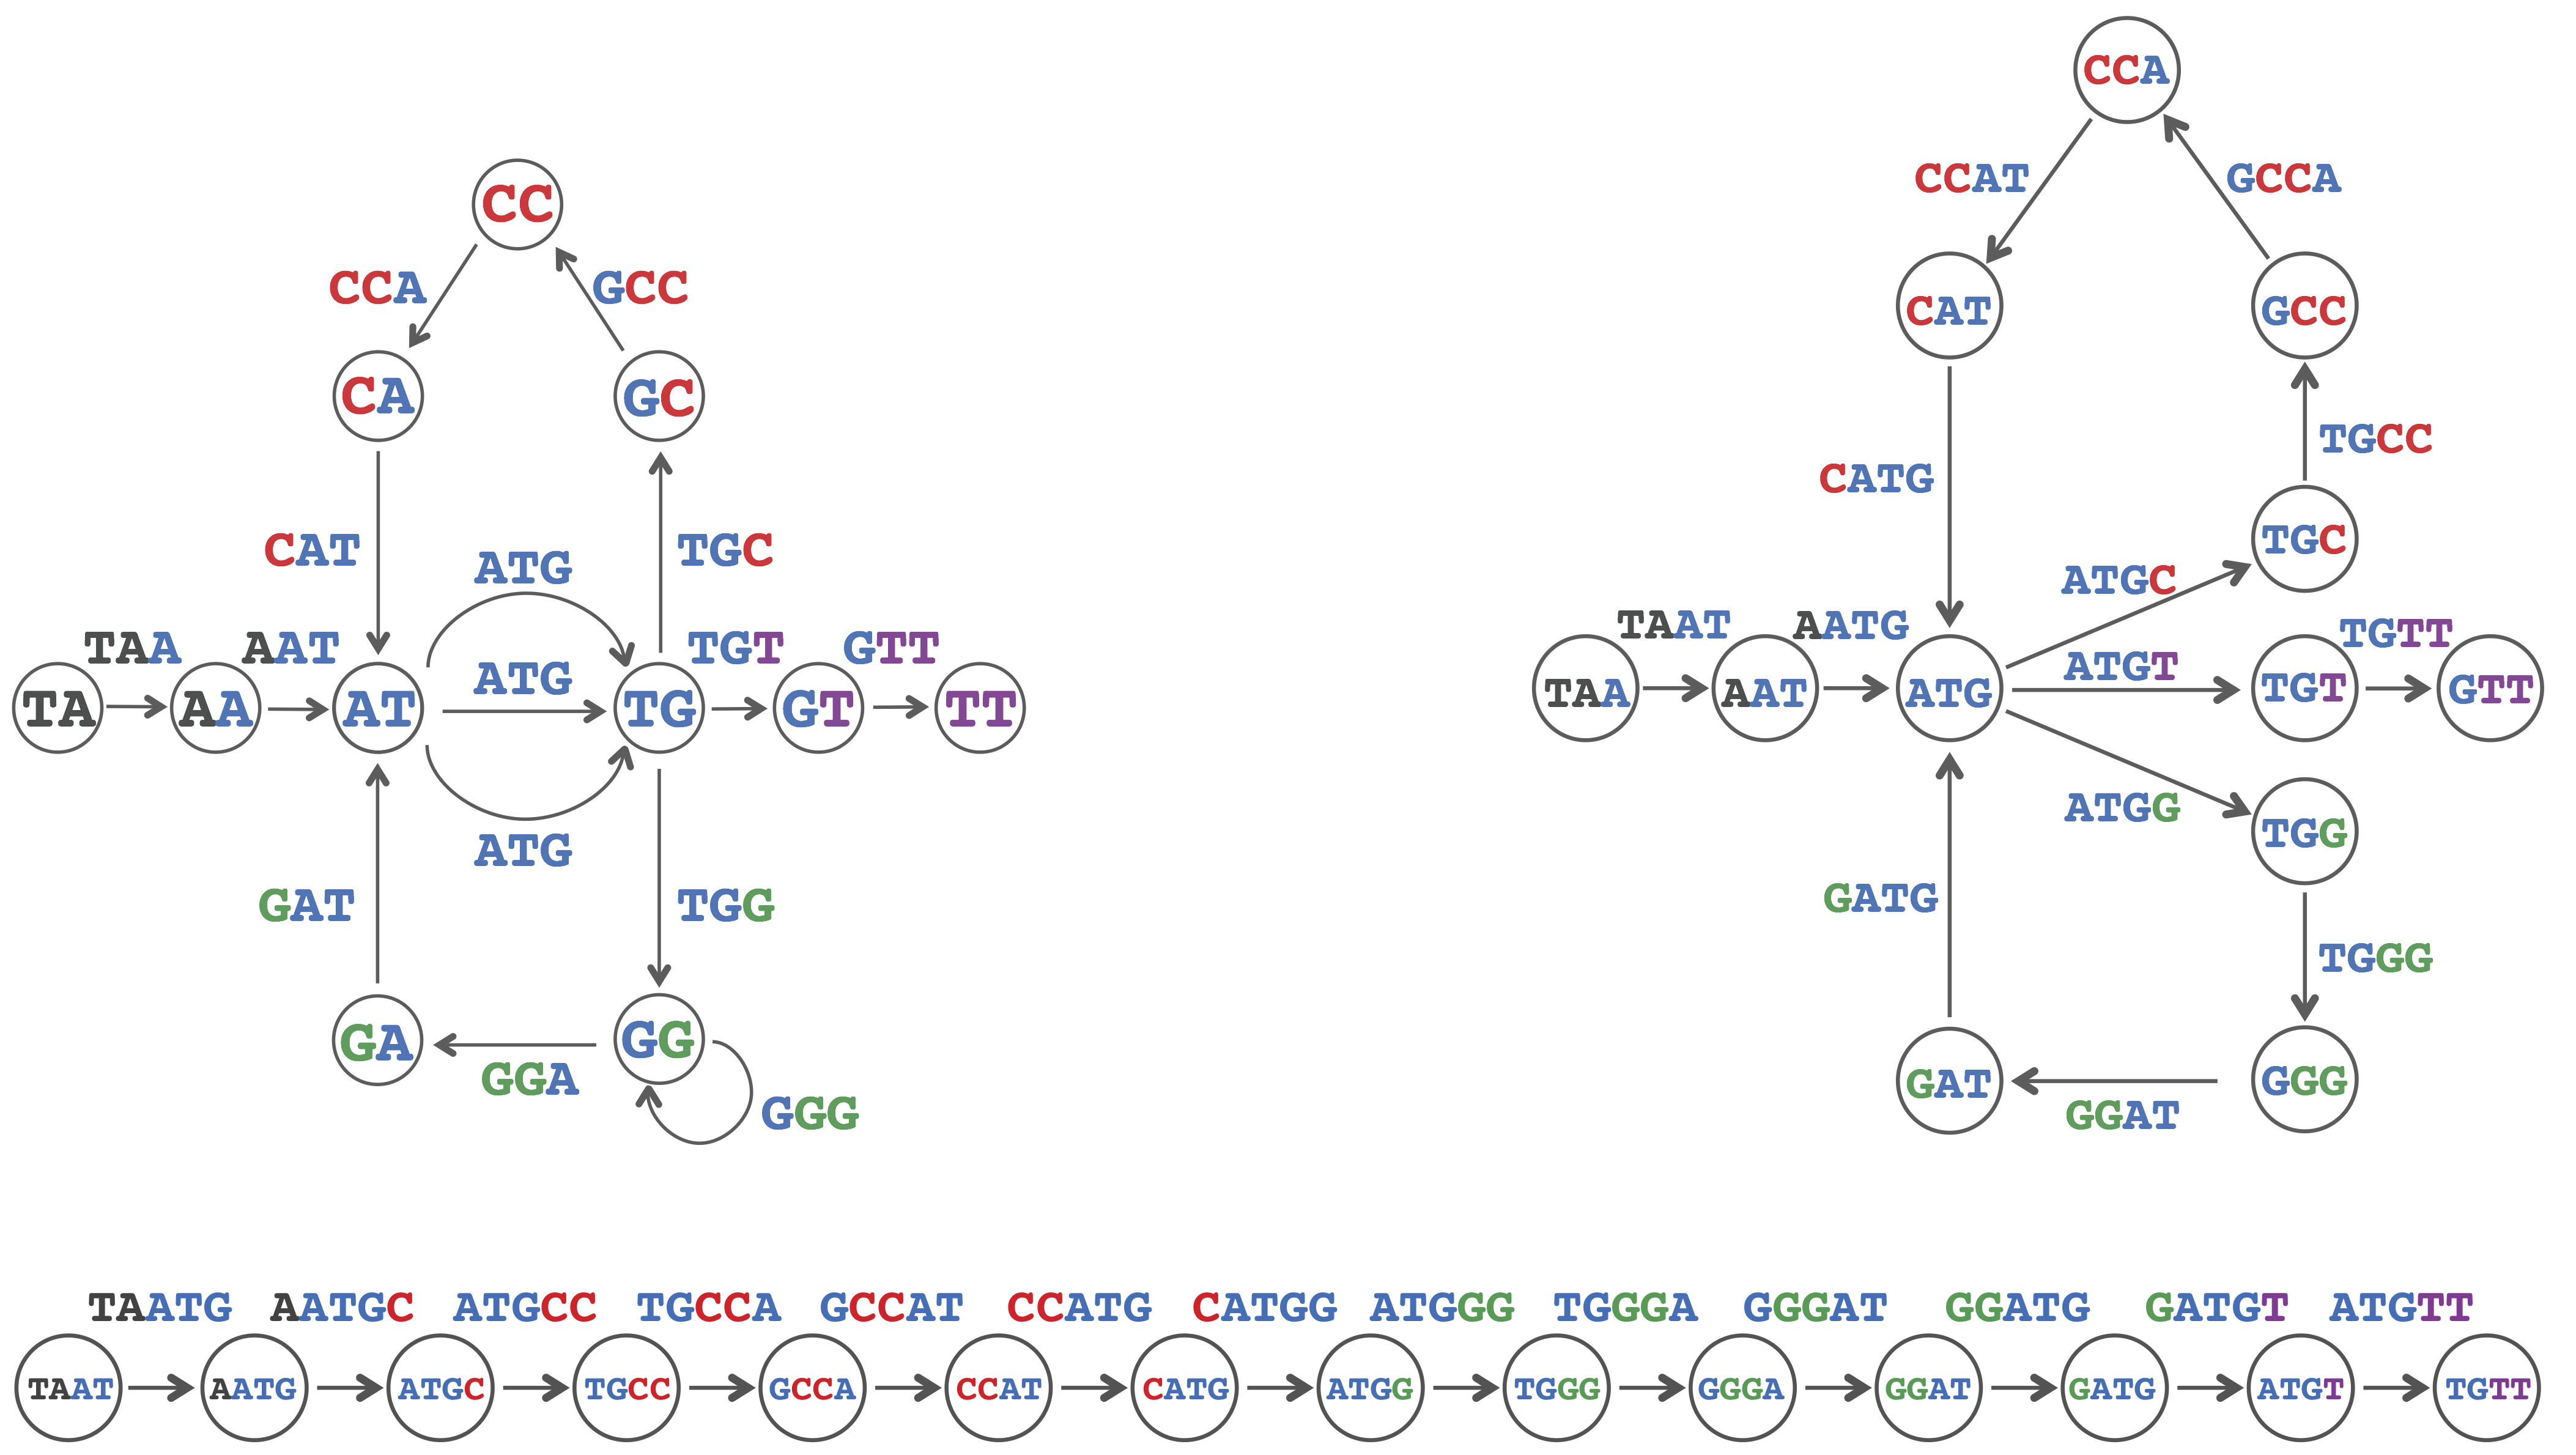 CCA
CC
CCAT
GCCA
CCA
GCC
CAT
GCC
CA
GC
TGCC
CATG
TGC
CAT
ATG
TGC
ATGC
TAA
AAT
ATG
TGT
GTT
TAAT
AATG
ATGT
TGTT
TA
AA
AT
TG
GT
TT
TAA
AAT
ATG
TGT
GTT
ATG
ATGG
TGG
GAT
TGG
GATG
TGGG
GA
GGA
GG
GGG
GAT
GGAT
GGG
TAATG AATGC ATGCC TGCCA GCCAT CCATG CATGG ATGGG TGGGA GGGAT GGATG GATGT ATGTT
TAAT AATG ATGC TGCC GCCA CCAT CATG ATGG TGGG GGGA GGAT GATG ATGT TGTT